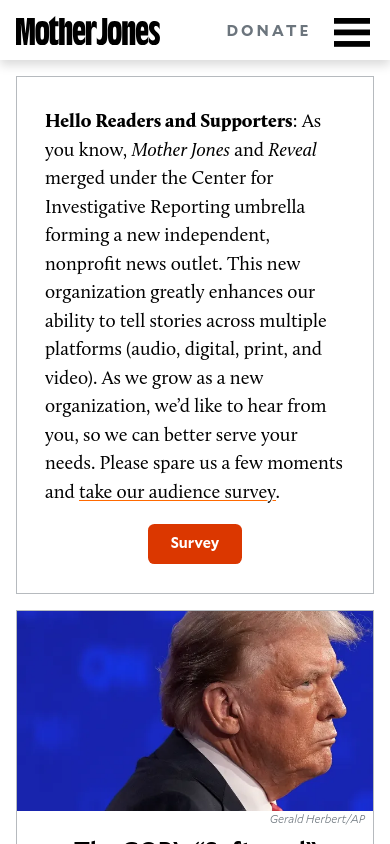 Mother Jones
DONATE
Hello Readers and Supporters: As
you know, Mother Jones and Reveal
merged under the Center for
Investigative Reporting umbrella
forming a new independent,
nonprofit news outlet. This new
organization greatly enhances our
ability to tell stories across multiple
platforms (audio, digital, print, and
video). As we grow as a new
organization, we’d like to hear from
you, so we can better serve your
needs. Please spare us a few moments
and take our audience survey.
Survey
Gerald Herbert/AP